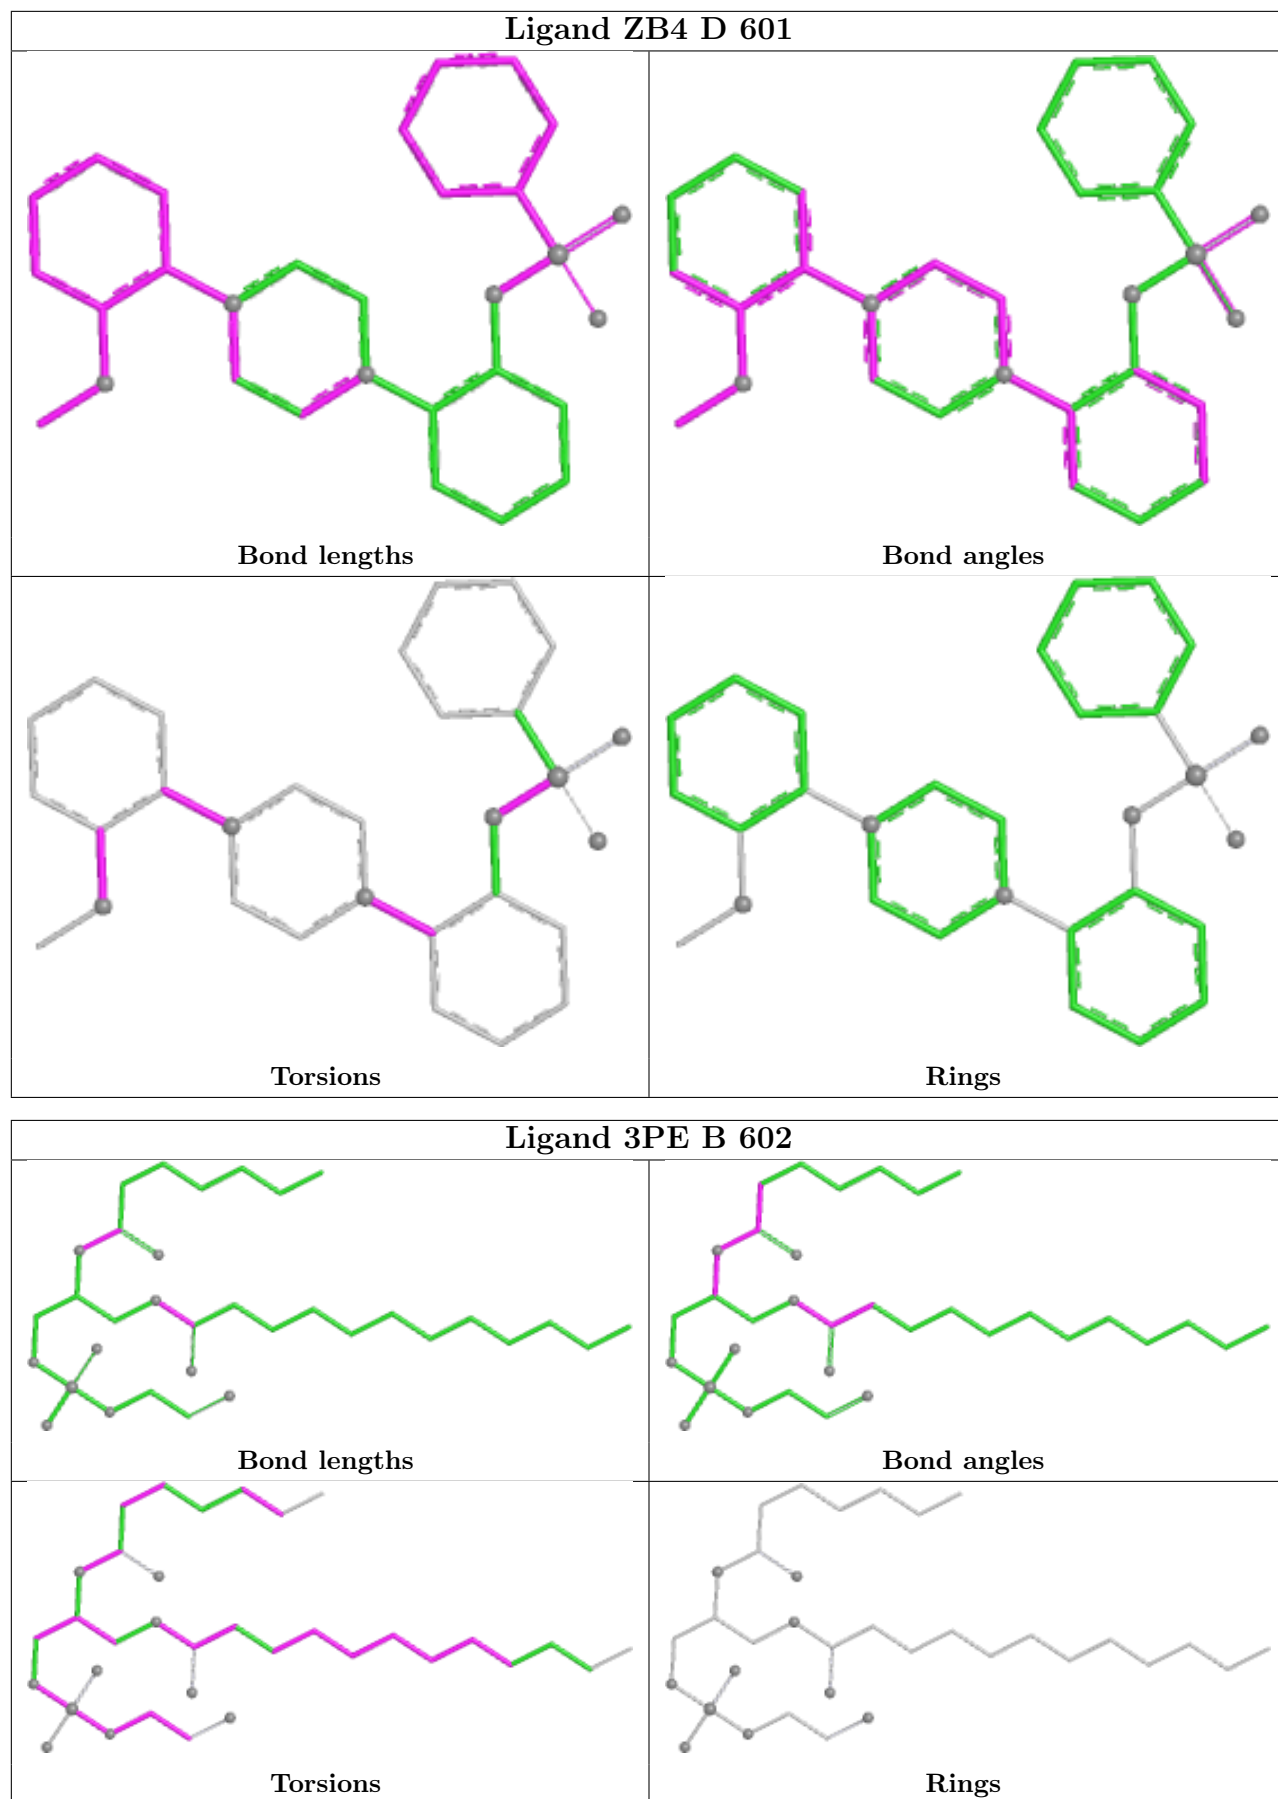 Ligand ZB4 D 601
Bond lengths
Bond angles
Torsions
Rings
Ligand 3PE B 602
Bond lengths
Bond angles
Torsions
Rings